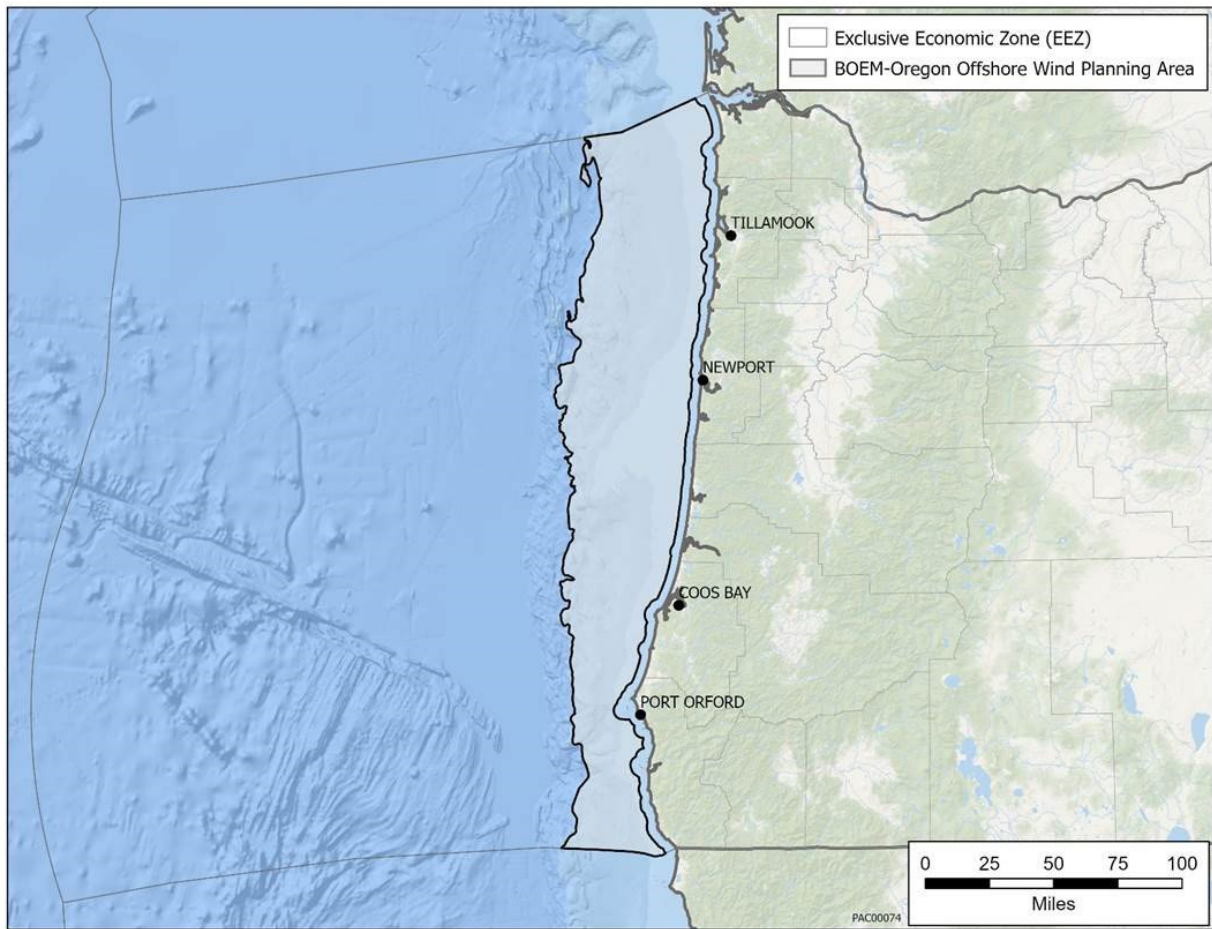 Exclusive Economic Zone (EEZ)
BOEM-Oregon Offshore Wind Planning Area
TILLAMOOK
NEWPORT
COOS BAY
PORT ORFORD
0 25 50 75 100
Miles
PAC00074